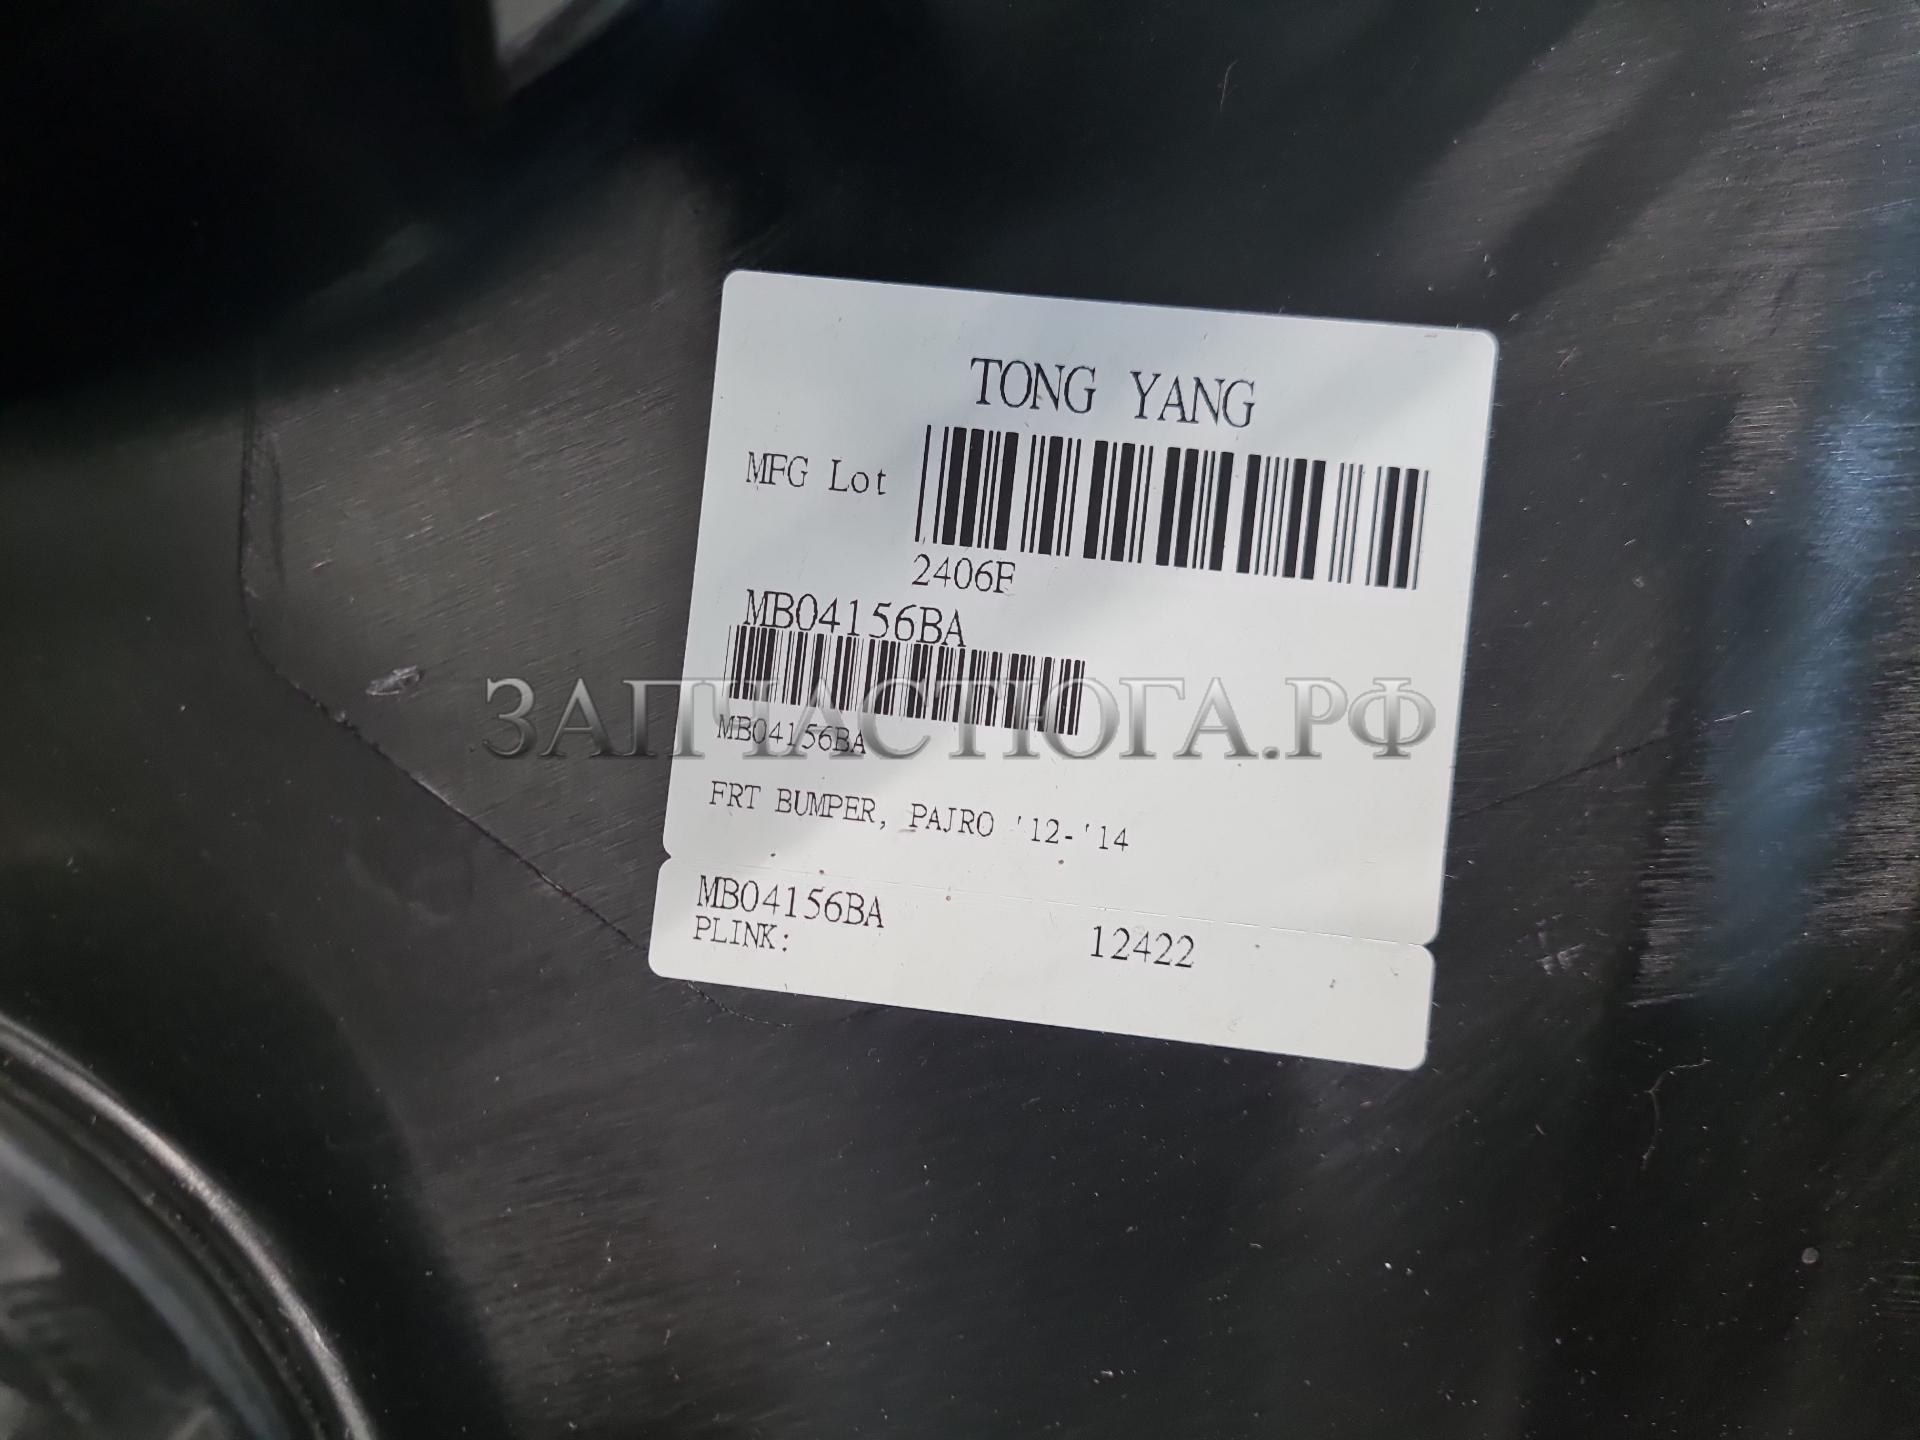 TONG YANG
MFG Lot
2406F
MB04156BA
ЗАПЧАСТЮГА.РФ
MB04156BA
FRT BUMPER, PAJRO '12-'14
MB04156BA
PLINK: 12422